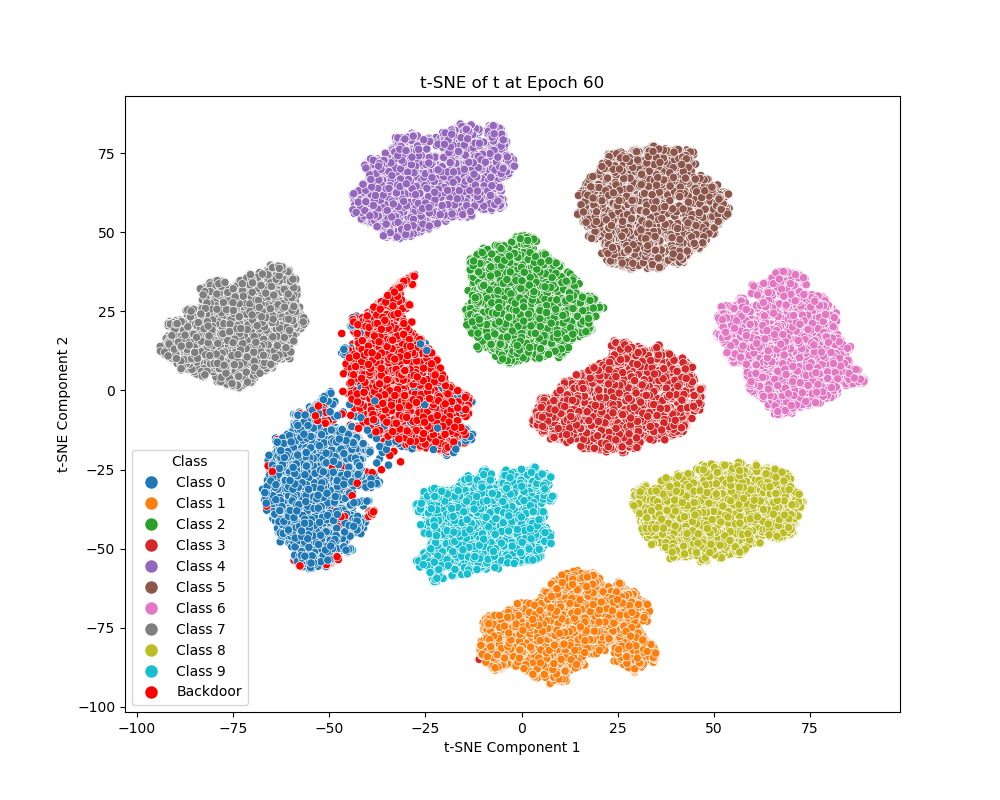 t-SNE of t at Epoch 60
t-SNE Component 2
75
50
25
0
−25
−50
−75
−100
Class
Class 0
Class 1
Class 2
Class 3
Class 4
Class 5
Class 6
Class 7
Class 8
Class 9
Backdoor
−100 −75 −50 −25 0 25 50 75
t-SNE Component 1